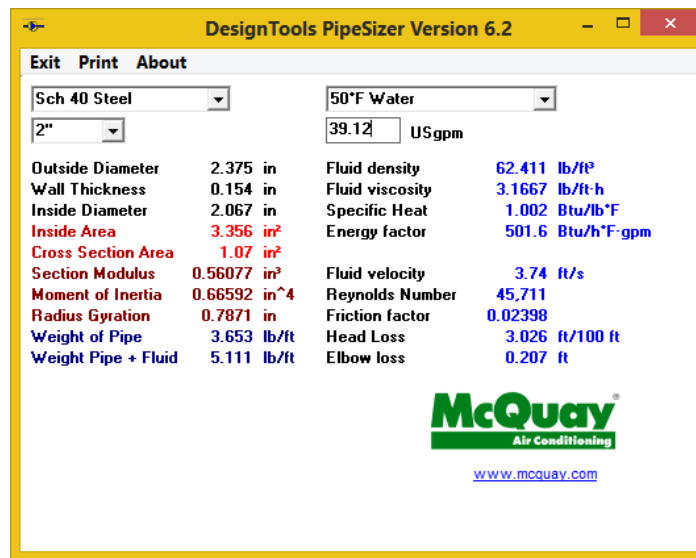 DesignTools PipeSizer Version 6.2
Exit Print About
Sch 40 Steel
50°F Water
2"
39.12 USgpm
Outside Diameter 2.375 in
Wall Thickness 0.154 in
Inside Diameter 2.067 in
Inside Area 3.356 in²
Cross Section Area 1.07 in²
Section Modulus 0.56077 in³
Moment of Inertia 0.66592 in^4
Radius Gyration 0.7871 in
Weight of Pipe 3.653 lb/ft
Weight Pipe + Fluid 5.111 lb/ft
Fluid density 62.411 lb/ft³
Fluid viscosity 3.1667 lb/ft·h
Specific Heat 1.002 Btu/lb°F
Energy factor 501.6 Btu/h°F·gpm
Fluid velocity 3.74 ft/s
Reynolds Number 45,711
Friction factor 0.02398
Head Loss 3.026 ft/100 ft
Elbow loss 0.207 ft
McQuay®
Air Conditioning
www.mcquay.com